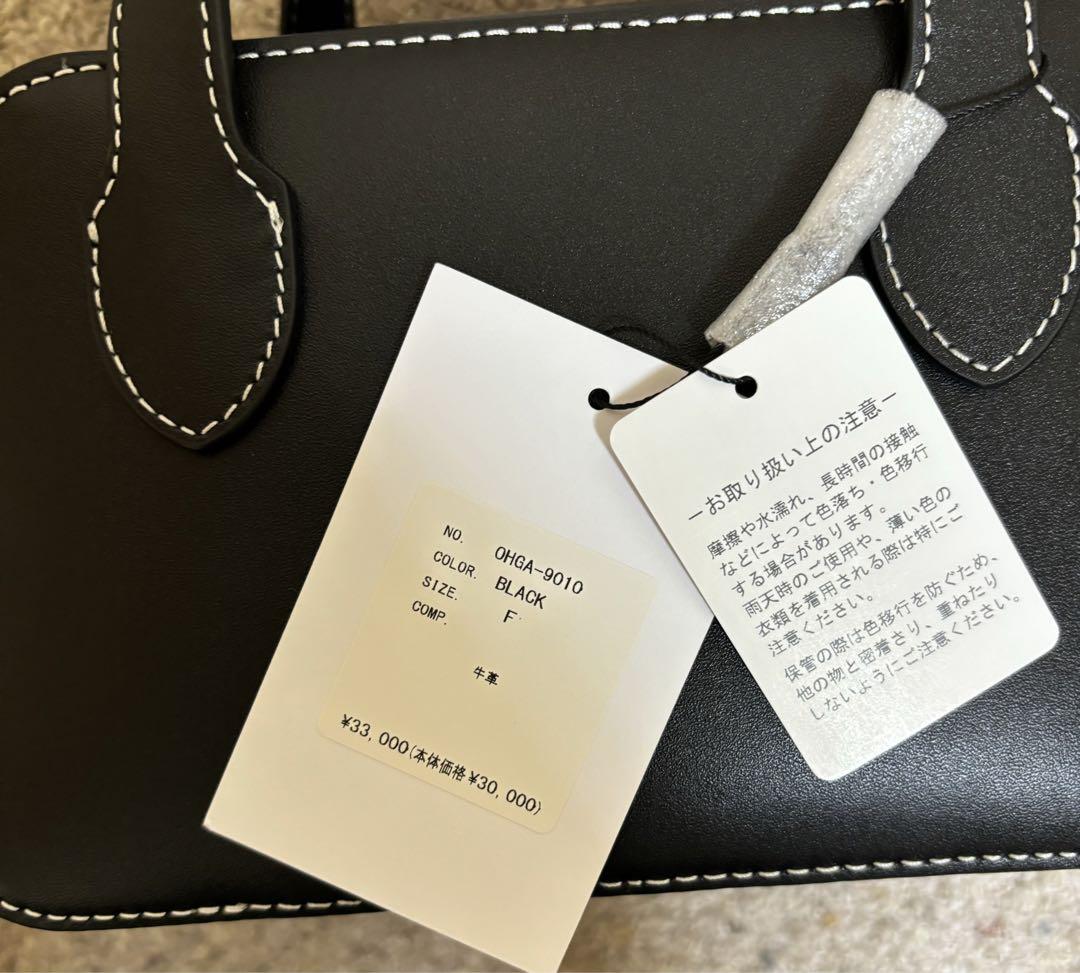 NO. OHGA-9010
COLOR. BLACK
SIZE. F
COMP.
牛革
¥33,000(本体価格¥30,000)
−お取り扱い上の注意−
摩擦や水濡れ、長時間の接触
などによって色落ち・色移行
する場合があります。
雨天時のご使用や、薄い色の
衣類を着用される際は特にご
注意ください。
保管の際は色移行を防ぐため、
他の物と密着さり、重ねたり
しないようにご注意ください。